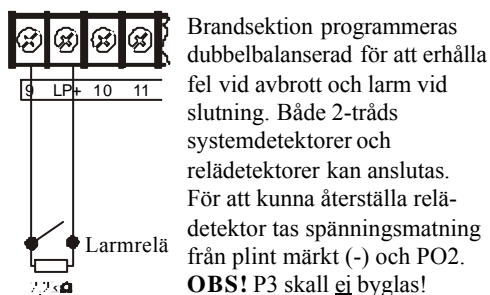 Brandsektion programmeras
dubbelbalanserad för att erhålla
fel vid avbrott och larm vid
slutning. Både 2-tråds
systemdetektorer och
relädetektorer kan anslutas.
För att kunna återställa relä-
detektor tas spänningsmatning
från plint märkt (-) och PO2.
OBS! P3 skall ej byglas!
9 LP+ 10 11
Larmrelä